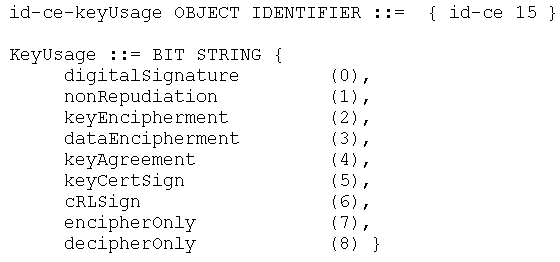 id-ce-keyUsage OBJECT IDENTIFIER ::=  { id-ce 15 }
KeyUsage ::= BIT STRING {
digitalSignature (0),
nonRepudiation (1),
keyEncipherment (2),
dataEncipherment (3),
keyAgreement (4),
keyCertSign (5),
cRLSign (6),
encipherOnly (7),
decipherOnly (8) }